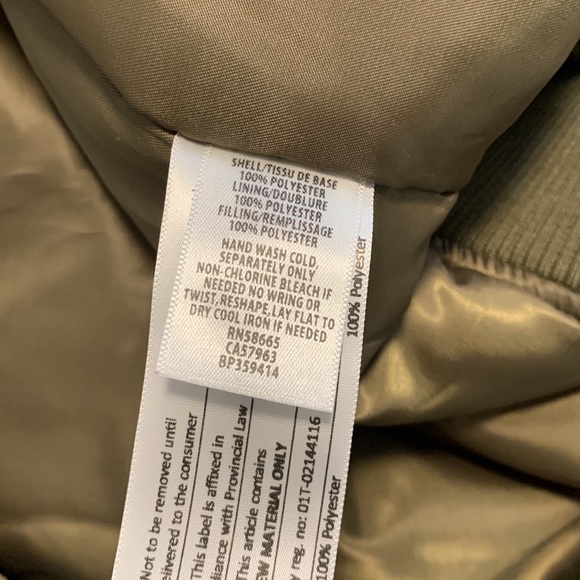 SHELL/TISSU DE BASE
100% POLYESTER
LINING/DOUBLURE
100% POLYESTER
FILLING/REMPLISSAGE
100% POLYESTER
HAND WASH COLD,
SEPARATELY ONLY
NON-CHLORINE BLEACH IF
NEEDED NO WRING OR
TWIST,RESHAPE,LAY FLAT TO
DRY COOL IRON IF NEEDED
RN58665
CA57963
BP359414
Not to be removed until
elivered to the consumer
This Label is affixed in
liance with Provincial Law
This article contains
EW MATERIAL ONLY
y reg. no: 01T-02144116
100% Polyester
100% Polyester